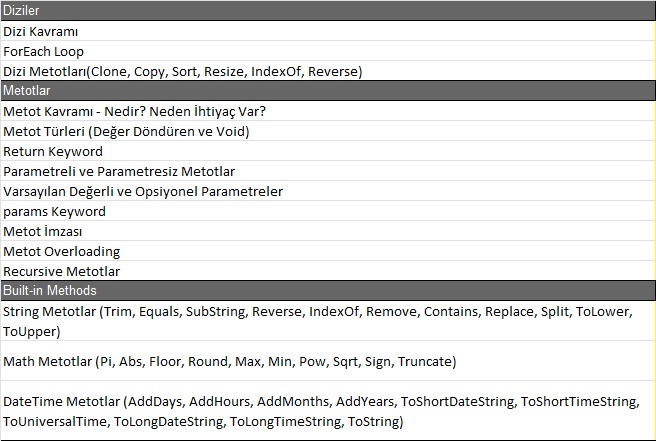 Diziler
Dizi Kavramı
ForEach Loop
Dizi Metotları(Clone, Copy, Sort, Resize, IndexOf, Reverse)
Metotlar
Metot Kavramı - Nedir? Neden İhtiyaç Var?
Metot Türleri (Değer Döndüren ve Void)
Return Keyword
Parametreli ve Parametresiz Metotlar
Varsayılan Değerli ve Opsiyonel Parametreler
params Keyword
Metot İmzası
Metot Overloading
Recursive Metotlar
Built-in Methods
String Metotlar (Trim, Equals, SubString, Reverse, IndexOf, Remove, Contains, Replace, Split, ToLower,
ToUpper)
Math Metotlar (Pi, Abs, Floor, Round, Max, Min, Pow, Sqrt, Sign, Truncate)
DateTime Metotlar (AddDays, AddHours, AddMonths, AddYears, ToShortDateString, ToShortTimeString,
ToUniversalTime, ToLongDateString, ToLongTimeString, ToString)